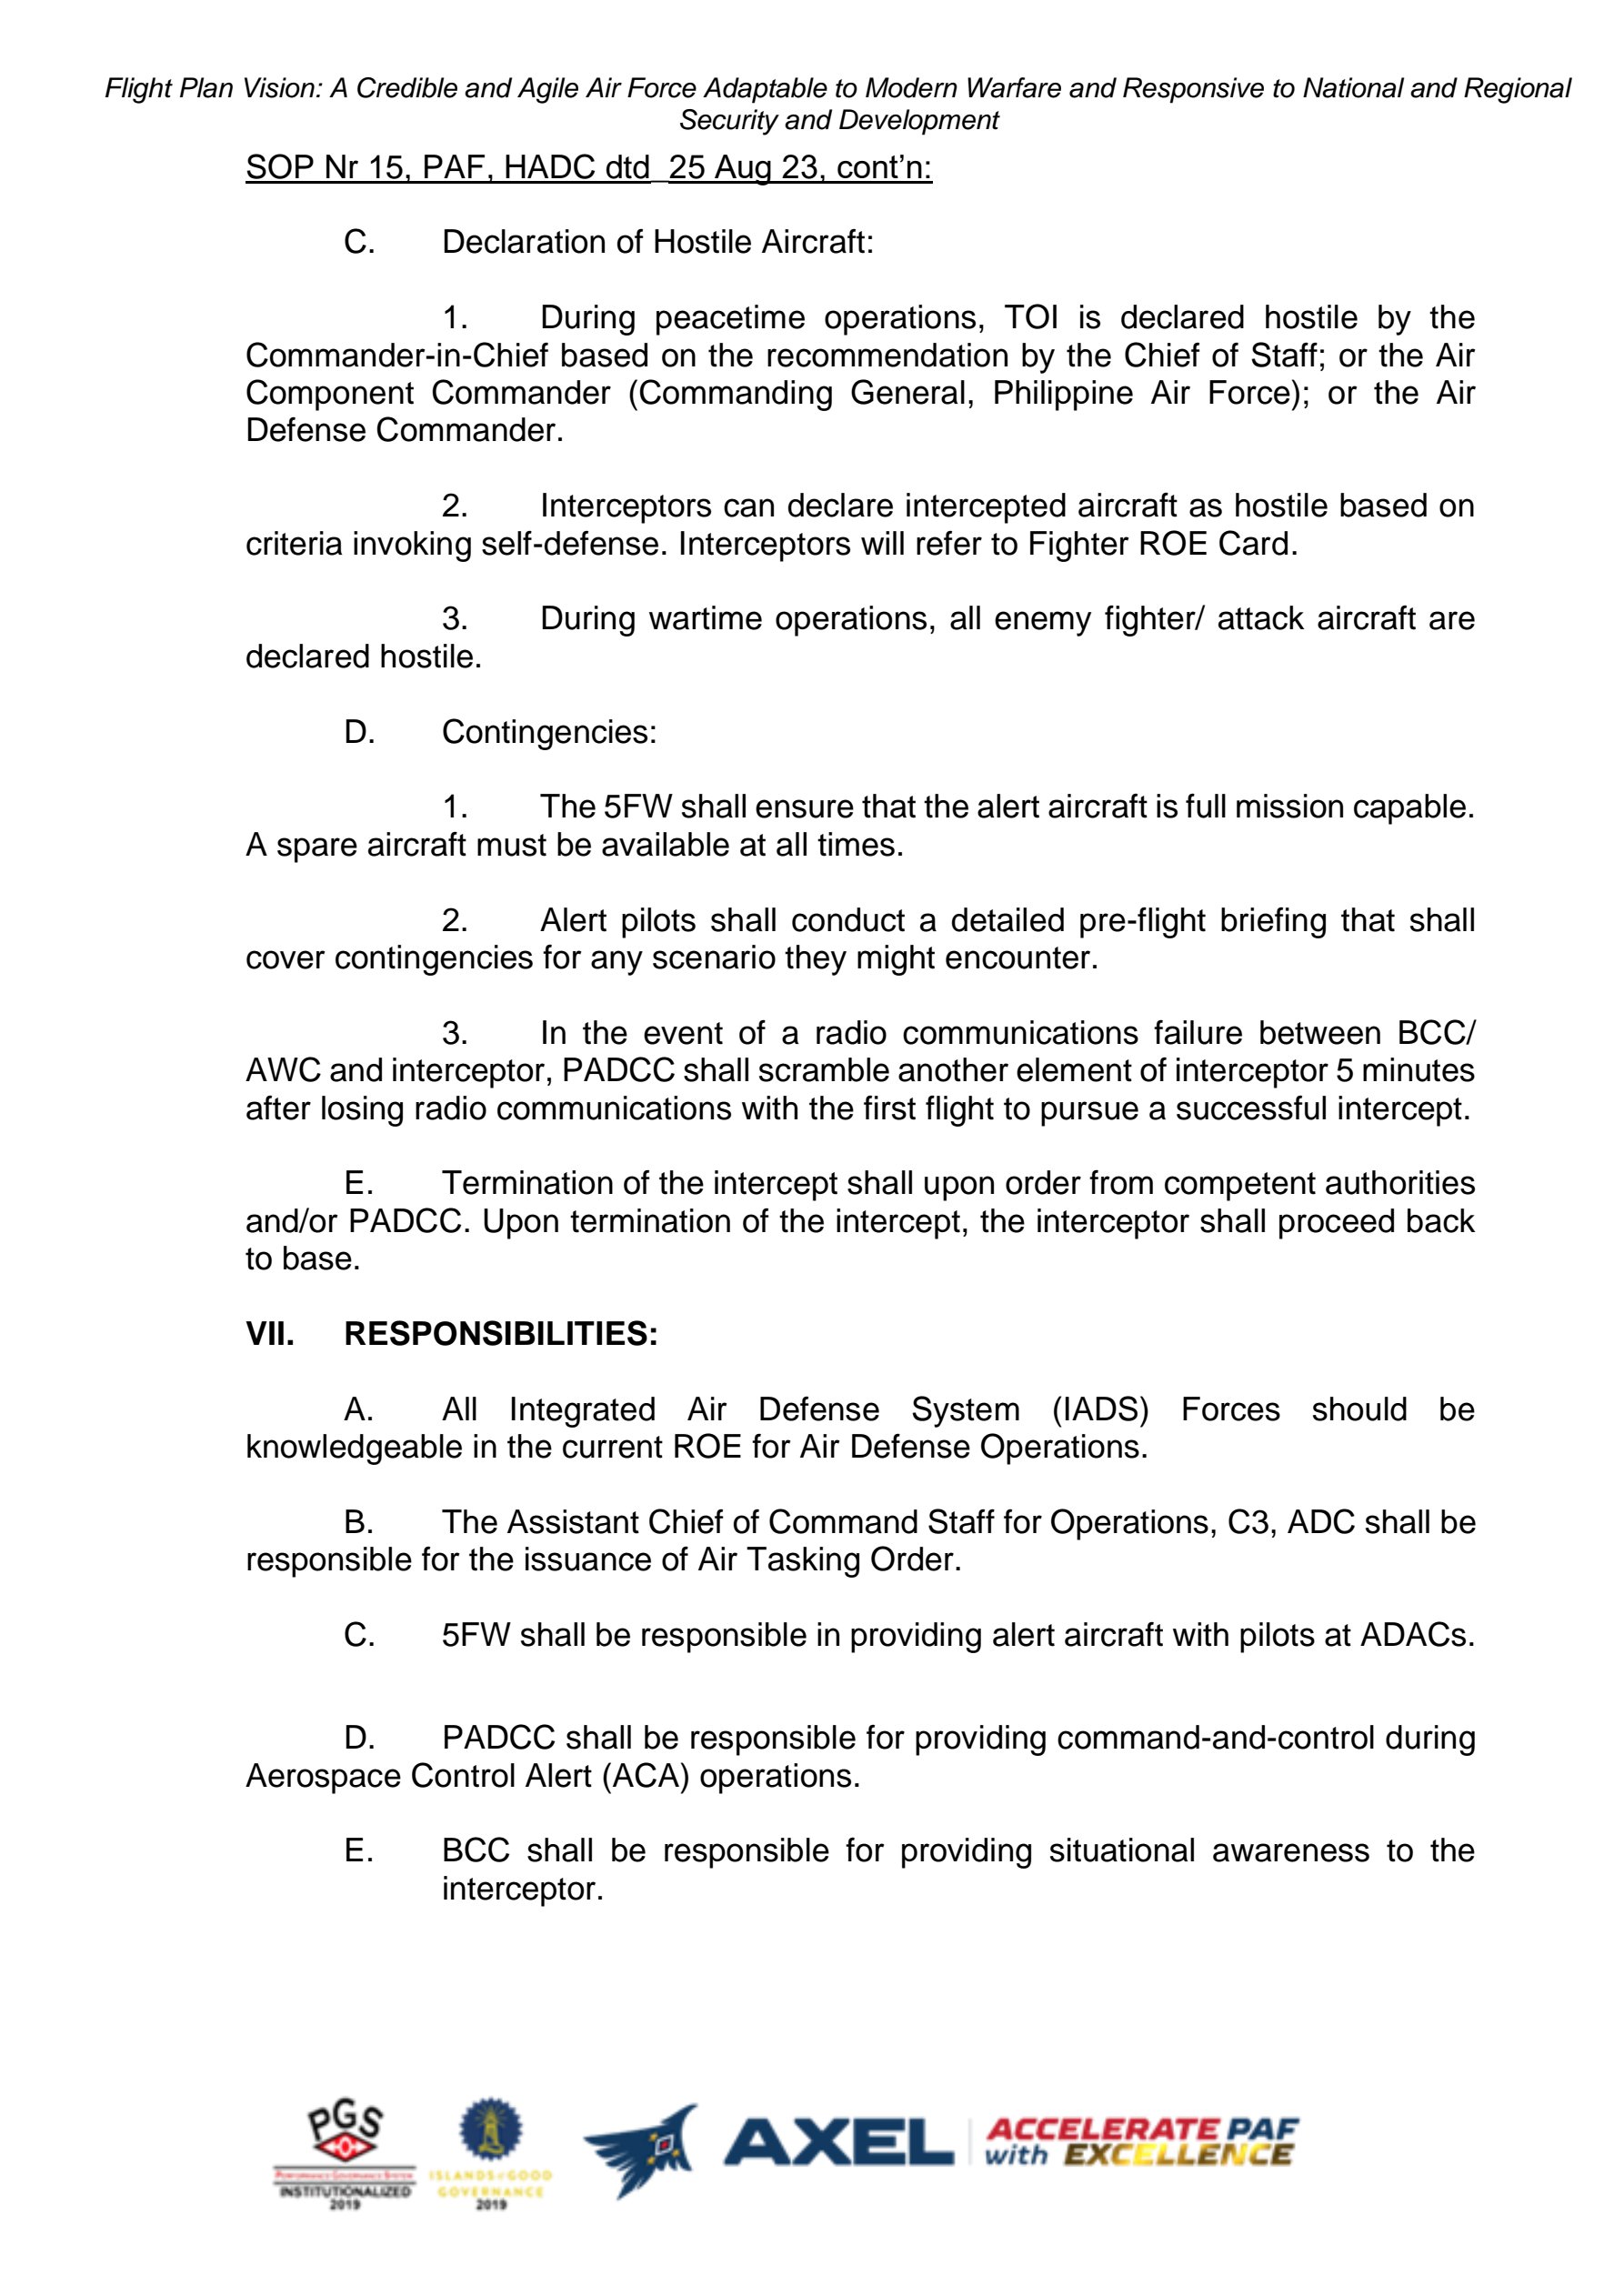 Flight Plan Vision: A Credible and Agile Air Force Adaptable to Modern Warfare and Responsive to National and Regional
Security and Development
SOP Nr 15, PAF, HADC dtd_25 Aug 23, cont’n:
C. Declaration of Hostile Aircraft:
1. During peacetime operations, TOI is declared hostile by the
Commander-in-Chief based on the recommendation by the Chief of Staff; or the Air
Component Commander (Commanding General, Philippine Air Force); or the Air
Defense Commander.
2. Interceptors can declare intercepted aircraft as hostile based on
criteria invoking self-defense. Interceptors will refer to Fighter ROE Card.
3. During wartime operations, all enemy fighter/ attack aircraft are
declared hostile.
D. Contingencies:
1. The 5FW shall ensure that the alert aircraft is full mission capable.
A spare aircraft must be available at all times.
2. Alert pilots shall conduct a detailed pre-flight briefing that shall
cover contingencies for any scenario they might encounter.
3. In the event of a radio communications failure between BCC/
AWC and interceptor, PADCC shall scramble another element of interceptor 5 minutes
after losing radio communications with the first flight to pursue a successful intercept.
E. Termination of the intercept shall upon order from competent authorities
and/or PADCC. Upon termination of the intercept, the interceptor shall proceed back
to base.
VII. RESPONSIBILITIES:
A. All Integrated Air Defense System (IADS) Forces should be
knowledgeable in the current ROE for Air Defense Operations.
B. The Assistant Chief of Command Staff for Operations, C3, ADC shall be
responsible for the issuance of Air Tasking Order.
C. 5FW shall be responsible in providing alert aircraft with pilots at ADACs.
D. PADCC shall be responsible for providing command-and-control during
Aerospace Control Alert (ACA) operations.
E. BCC shall be responsible for providing situational awareness to the
interceptor.
PGS
PERFORMANCE GOVERNANCE SYSTEM
INSTITUTIONALIZED
2019
ISLANDS of GOOD
GOVERNANCE
2019
AXEL
ACCELERATE PAF
with EXCELLENCE